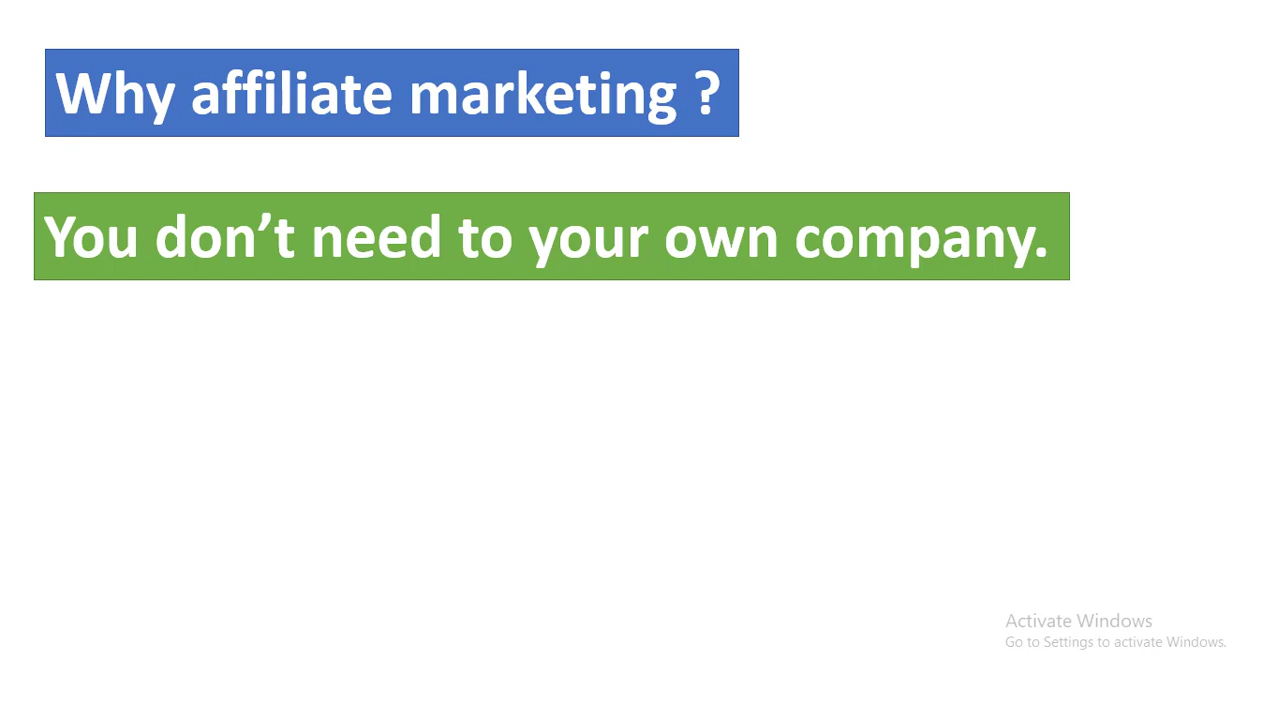 Why affiliate marketing ?
You don’t need to your own company.
Activate Windows
Go to Settings to activate Windows.